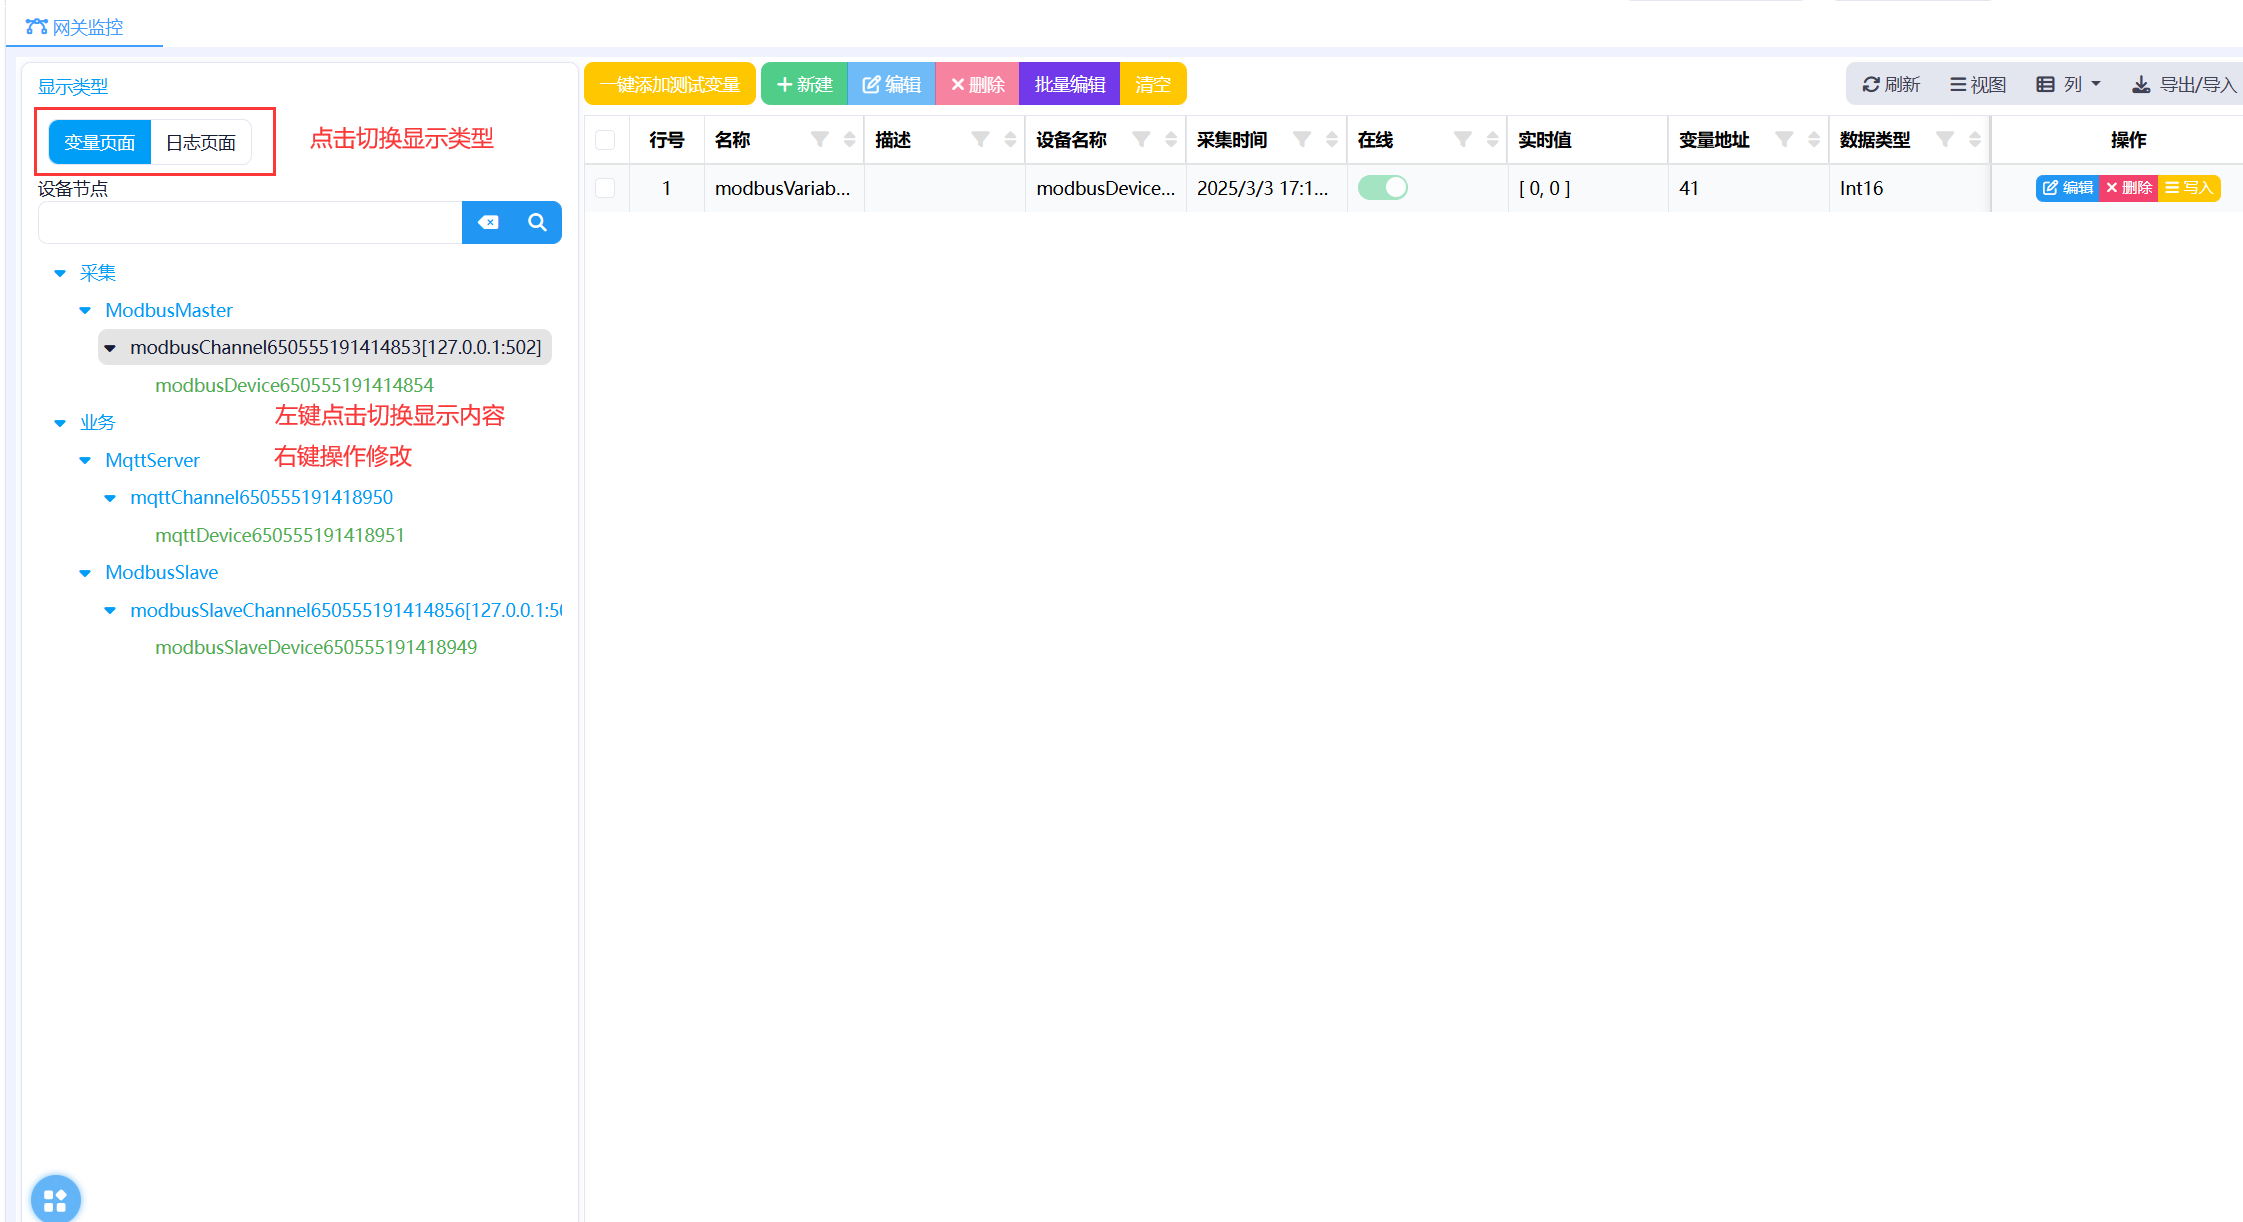 网关监控
显示类型
变量页面 日志页面
点击切换显示类型
设备节点
采集
ModbusMaster
modbusChannel650555191414853[127.0.0.1:502]
modbusDevice650555191414854
左键点击切换显示内容
业务
右键操作修改
MqttServer
mqttChannel650555191418950
mqttDevice650555191418951
ModbusSlave
modbusSlaveChannel650555191414856[127.0.0.1:50
modbusSlaveDevice650555191418949
一键添加测试变量 新建 编辑 删除 批量编辑 清空 刷新 视图 列 导出/导入
行号 名称 描述 设备名称 采集时间 在线 实时值 变量地址 数据类型 操作
1 modbusVariab... modbusDevice... 2025/3/3 17:1... [ 0, 0 ] 41 Int16 编辑 删除 写入